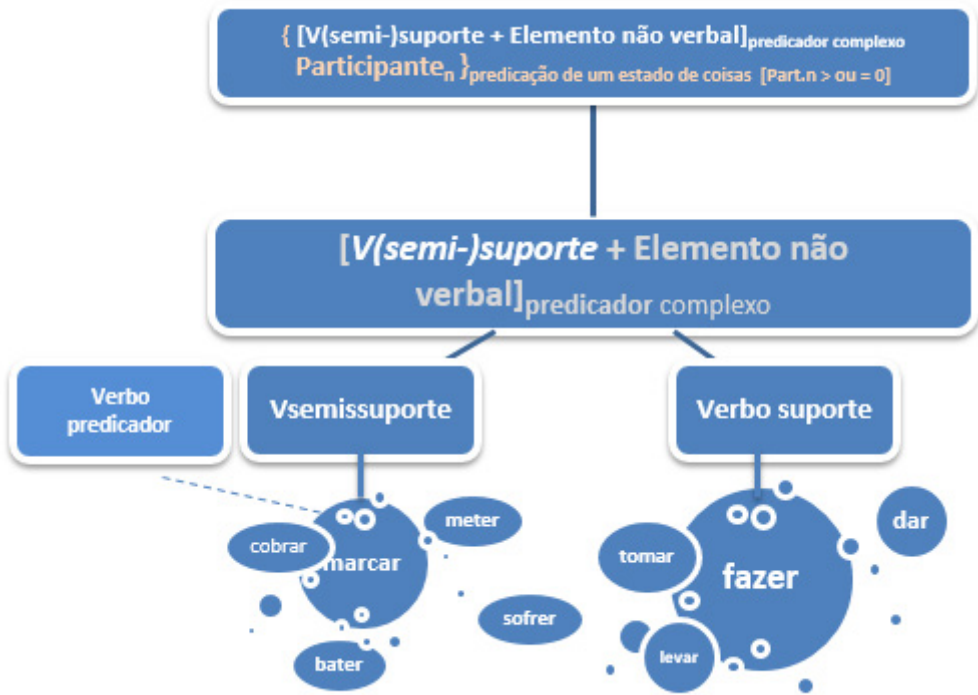 { [V(semi-)suporte + Elemento não verbal]predicador complexo
Participanten }predicação de um estado de coisas [Part.n > ou = 0]
[V(semi-)suporte + Elemento não
verbal]predicador complexo
Verbo
predicador
Vsemissuporte
Verbo suporte
cobrar
marcar
meter
sofrer
bater
tomar
fazer
dar
levar